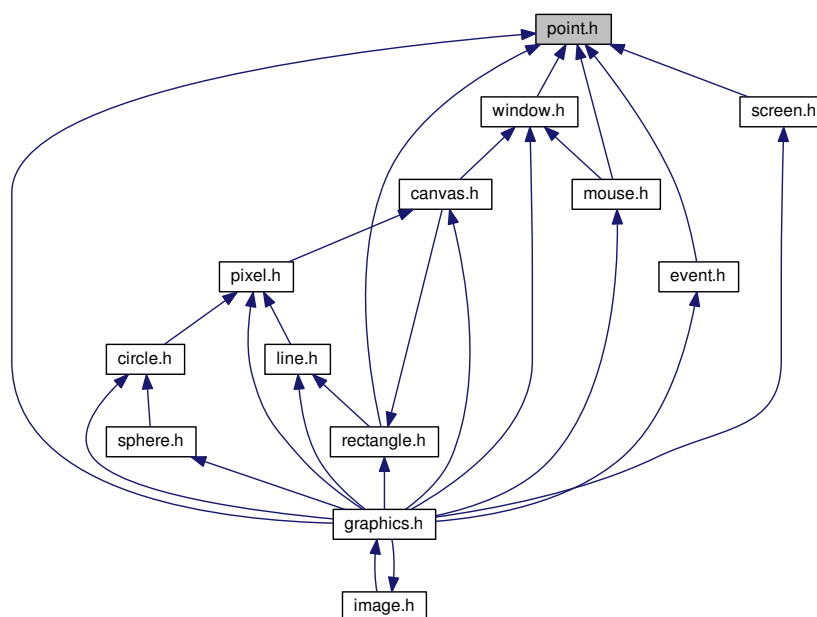 point.h
window.h
screen.h
canvas.h
mouse.h
pixel.h
event.h
circle.h
line.h
sphere.h
rectangle.h
graphics.h
image.h